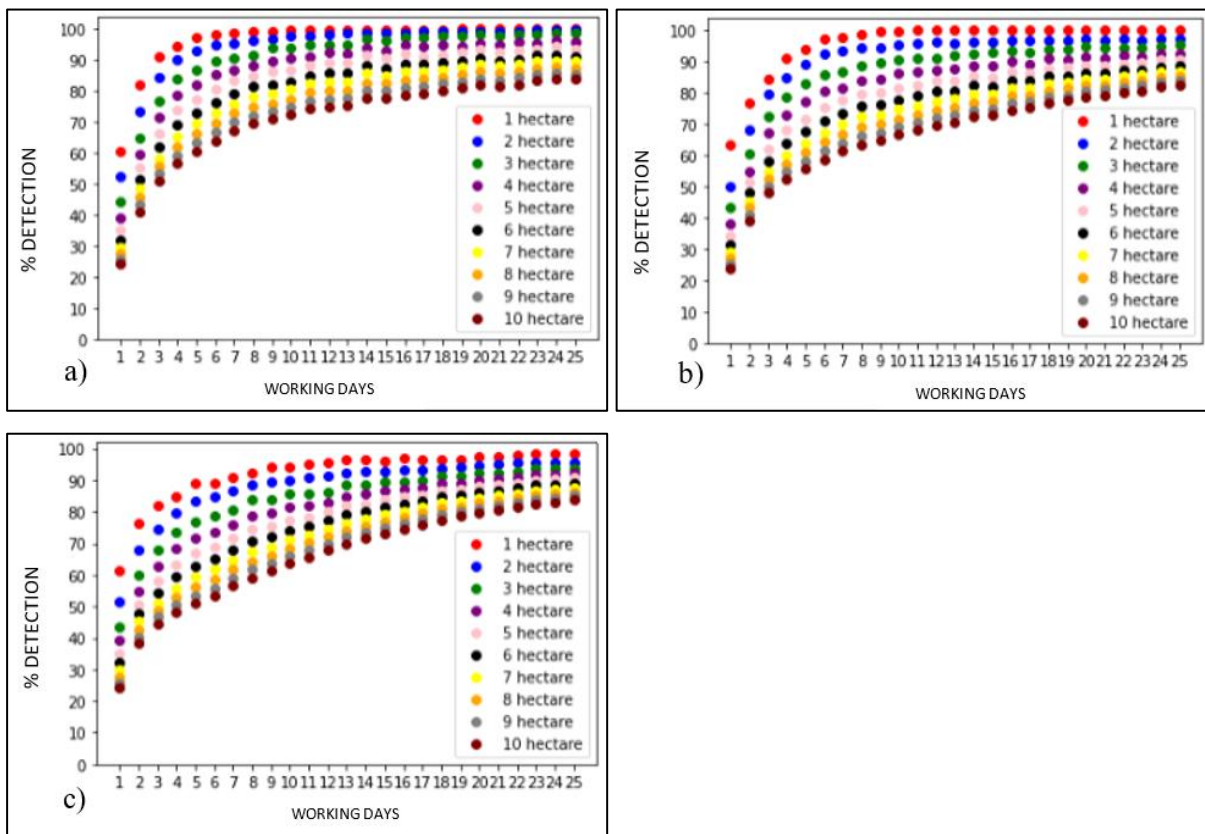 % DETECTION
100
90
80
70
60
50
40
30
20
10
0
1 hectare
2 hectare
3 hectare
4 hectare
5 hectare
6 hectare
7 hectare
8 hectare
9 hectare
10 hectare
1 2 3 4 5 6 7 8 9 10 11 12 13 14 15 16 17 18 19 20 21 22 23 24 25
a)
WORKING DAYS
% DETECTION
100
90
80
70
60
50
40
30
20
10
0
1 hectare
2 hectare
3 hectare
4 hectare
5 hectare
6 hectare
7 hectare
8 hectare
9 hectare
10 hectare
1 2 3 4 5 6 7 8 9 10 11 12 13 14 15 16 17 18 19 20 21 22 23 24 25
b)
WORKING DAYS
% DETECTION
100
90
80
70
60
50
40
30
20
10
0
1 hectare
2 hectare
3 hectare
4 hectare
5 hectare
6 hectare
7 hectare
8 hectare
9 hectare
10 hectare
1 2 3 4 5 6 7 8 9 10 11 12 13 14 15 16 17 18 19 20 21 22 23 24 25
c)
WORKING DAYS